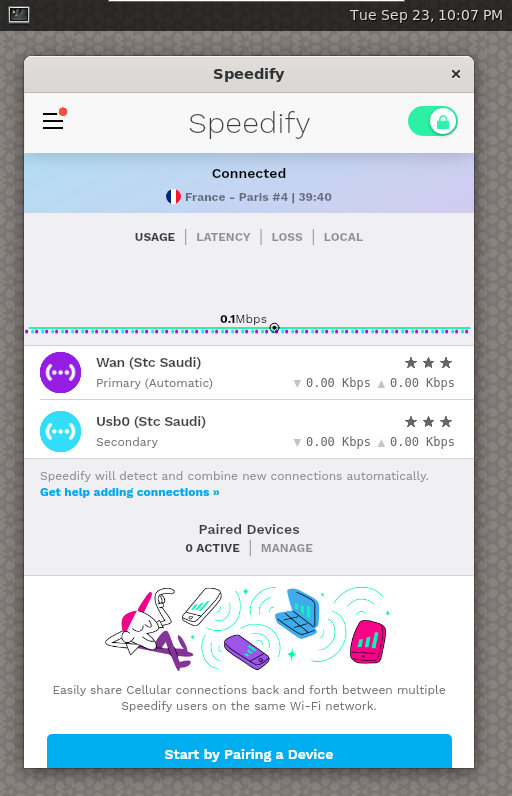 Tue Sep 23, 10:07 PM
Speedify
Speedify
Connected
France - Paris #4 | 39:40
USAGE | LATENCY | LOSS | LOCAL
0.1Mbps
Wan (Stc Saudi)
Primary (Automatic) ▼ 0.00 Kbps ▲ 0.00 Kbps
Usb0 (Stc Saudi)
Secondary ▼ 0.00 Kbps ▲ 0.00 Kbps
Speedify will detect and combine new connections automatically.
Get help adding connections »
Paired Devices
0 ACTIVE | MANAGE
Easily share Cellular connections back and forth between multiple
Speedify users on the same Wi-Fi network.
Start by Pairing a Device